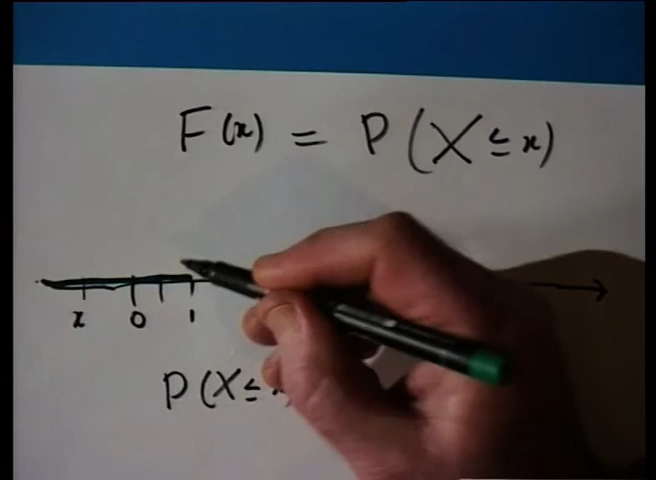 F(x) = P(X ≤ x)
x 0 1
P(X ≤